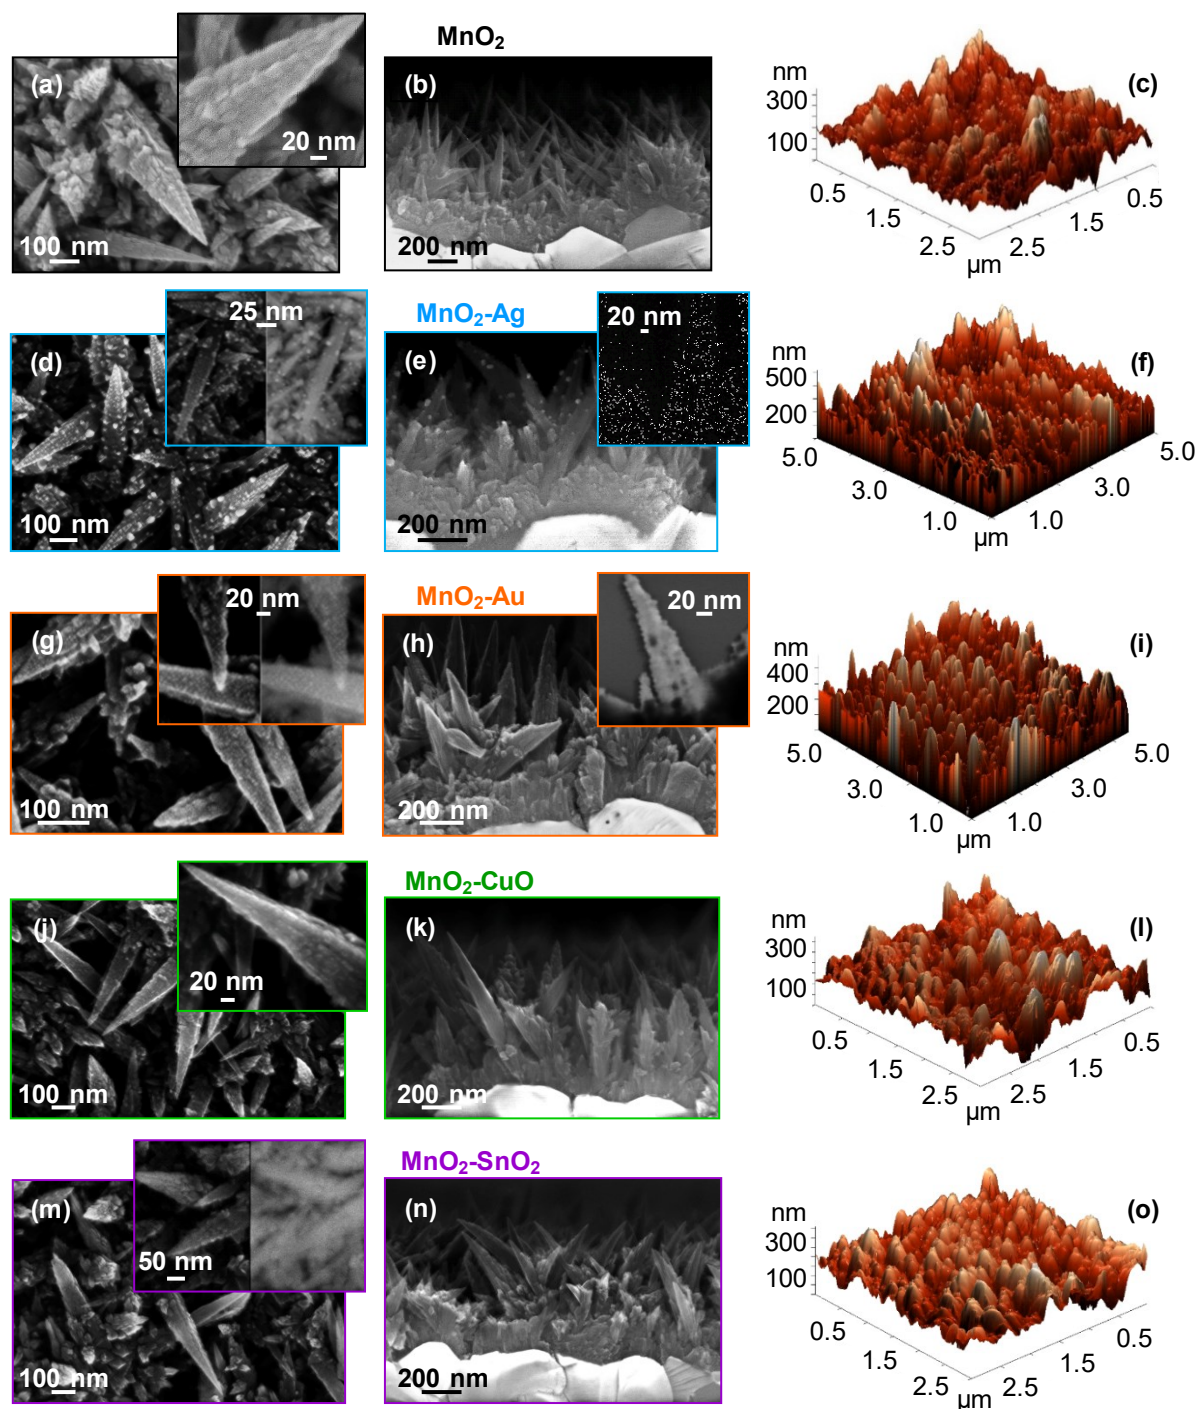 MnO2
(a)
20 nm
100 nm
(b)
200 nm
(c)
nm
300
100
0.5
1.5
2.5
µm
2.5
1.5
0.5
MnO2-Ag
(d)
25 nm
100 nm
(e)
20 nm
200 nm
(f)
nm
500
200
5.0
3.0
1.0
µm
1.0
3.0
5.0
MnO2-Au
(g)
20 nm
100 nm
(h)
20 nm
200 nm
(i)
nm
400
200
5.0
3.0
1.0
µm
1.0
3.0
5.0
MnO2-CuO
(j)
20 nm
100 nm
(k)
200 nm
(l)
nm
300
100
0.5
1.5
2.5
µm
2.5
1.5
0.5
MnO2-SnO2
(m)
50 nm
100 nm
(n)
200 nm
(o)
nm
300
100
0.5
1.5
2.5
µm
2.5
1.5
0.5